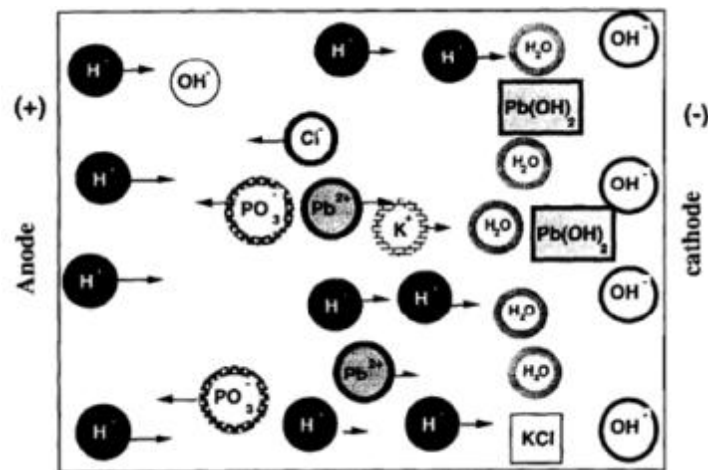 H⁺
OH⁻
H⁺
H⁺
H₂O
OH⁻
(+)
Pb(OH)₂
(-)
Cl⁻
H₂O
H⁺
PO₃⁻
Pb²⁺
K⁺
H₂O
OH⁻
Pb(OH)₂
Anode
cathode
H⁺
H⁺
H⁺
H₂O
OH⁻
Pb²⁺
H₂O
PO₃⁻
H⁺
H⁺
H⁺
KCl
OH⁻